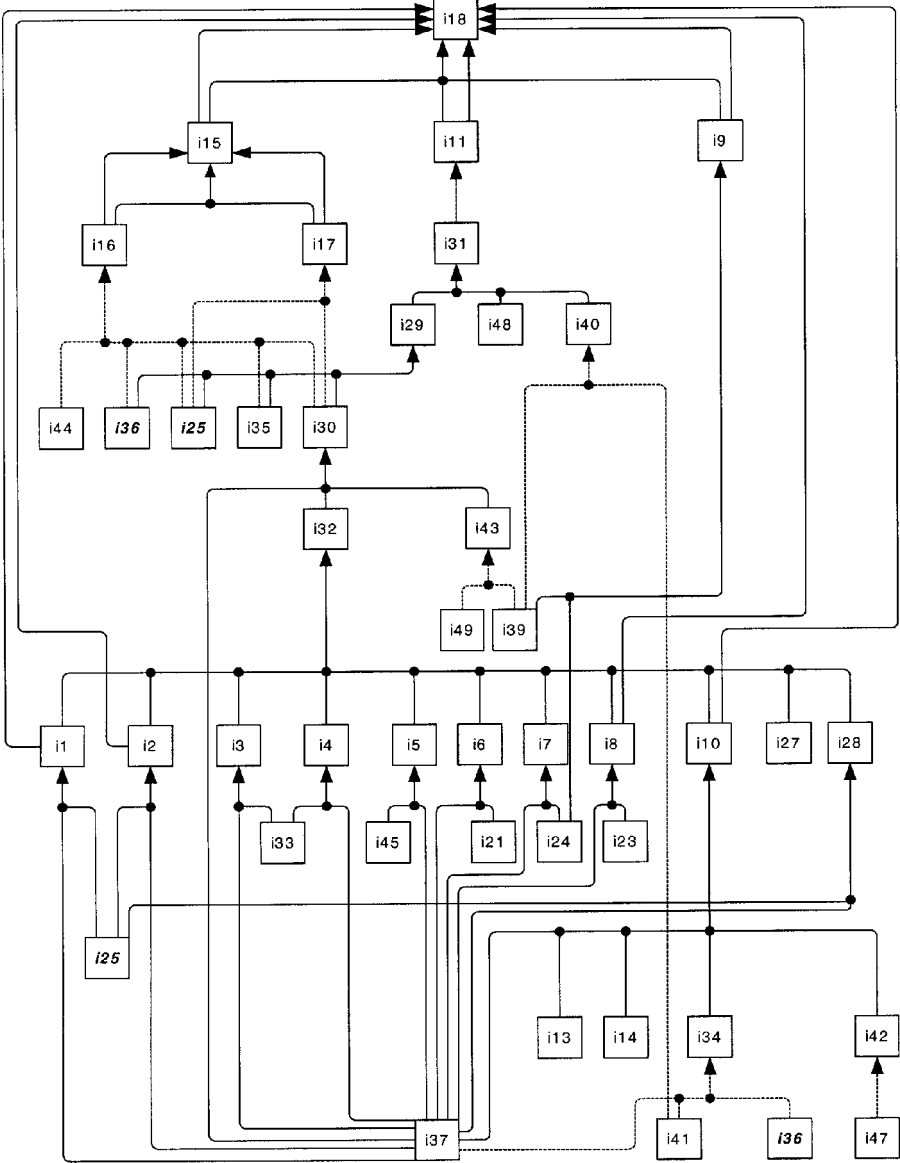 i18
i15 i11 i9
i16 i17 i31
i29 i48 i40
i44 i36 i25 i35 i30
i32 i43
i49 i39
i1 i2 i3 i4 i5 i6 i7 i8 i10 i27 i28
i33 i45 i21 i24 i23
i25
i13 i14 i34 i42
i37 i41 i36 i47